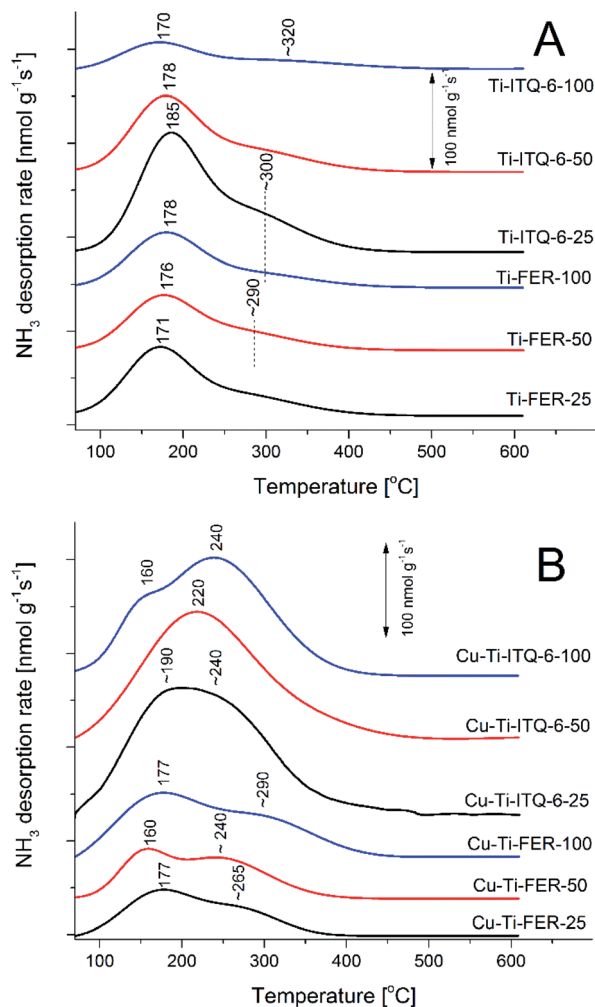 A
170
~320
Ti-ITQ-6-100
100 nmol g⁻¹s⁻¹
178
Ti-ITQ-6-50
185
~300
Ti-ITQ-6-25
178
Ti-FER-100
176
~290
Ti-FER-50
171
Ti-FER-25
NH₃ desorption rate [nmol g⁻¹s⁻¹]
100 200 300 400 500 600
Temperature [°C]
B
240
160
100 nmol g⁻¹s⁻¹
Cu-Ti-ITQ-6-100
220
Cu-Ti-ITQ-6-50
~190
~240
Cu-Ti-ITQ-6-25
177
~290
Cu-Ti-FER-100
160
~240
Cu-Ti-FER-50
177
~265
Cu-Ti-FER-25
NH₃ desorption rate [nmol g⁻¹s⁻¹]
100 200 300 400 500 600
Temperature [°C]